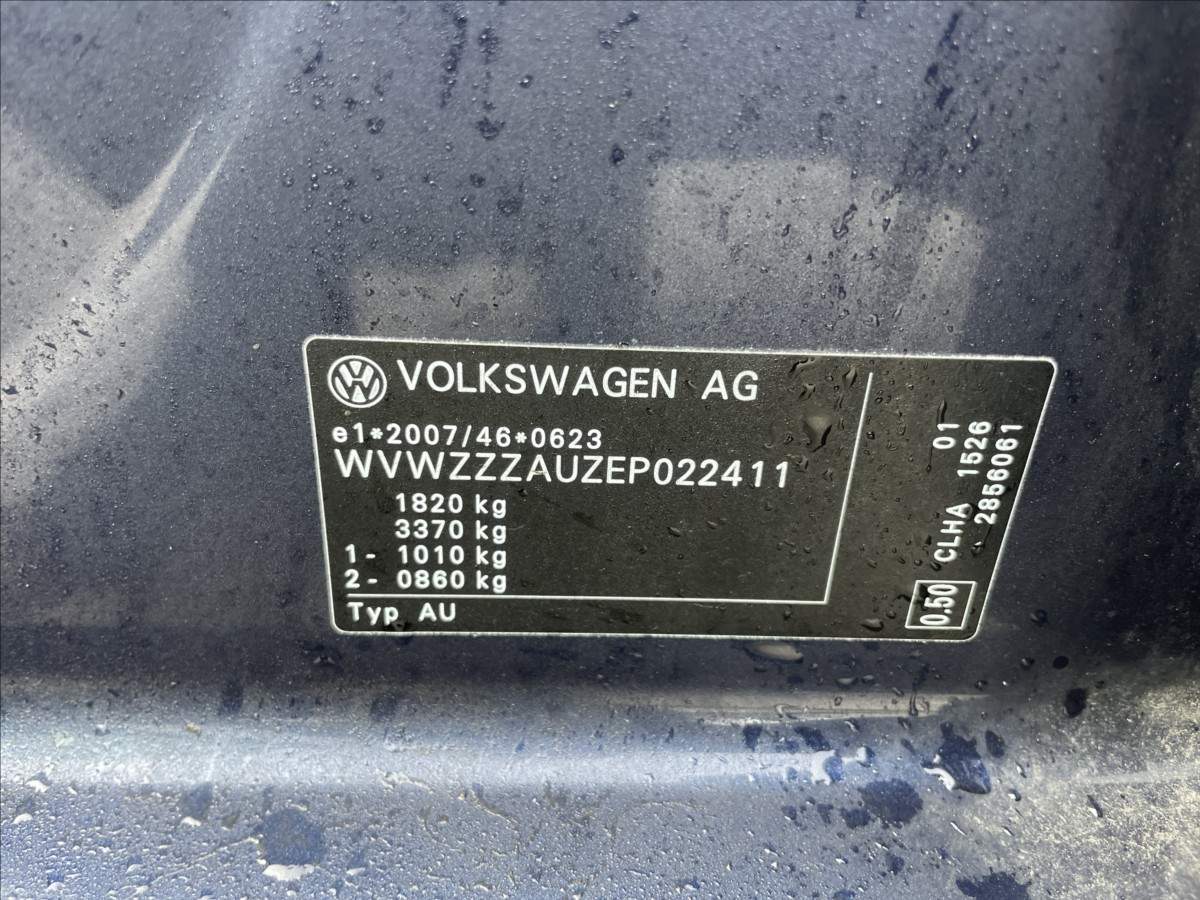 VOLKSWAGEN AG
e1*2007/46*0623
WVWZZZAUZEP022411
1820 kg
3370 kg
1- 1010 kg
2- 0860 kg
Typ AU
01
CLHA 1526
2856061
0.50